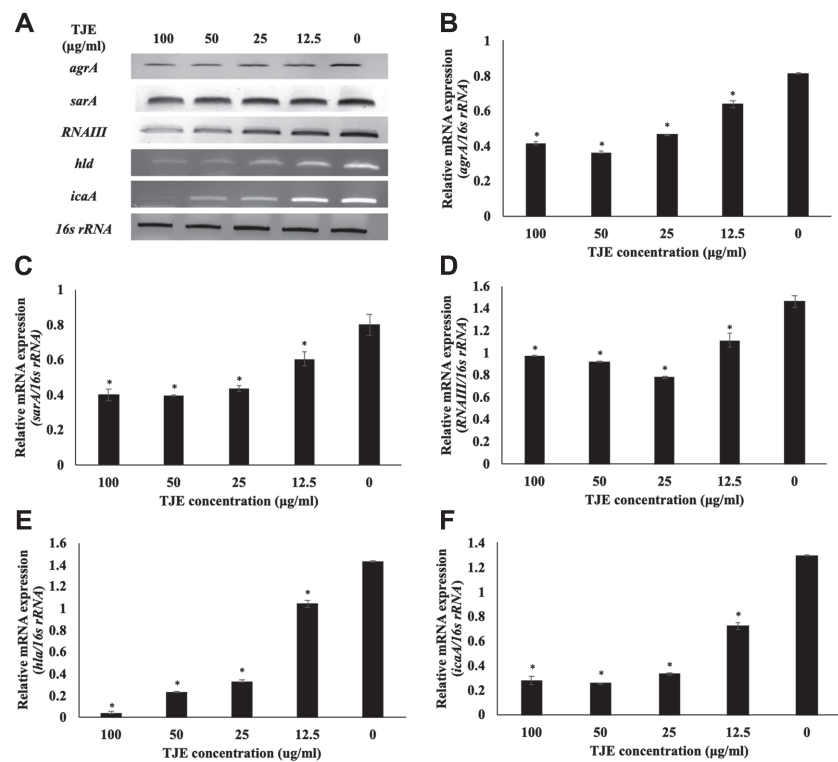 A
TJE
(µg/ml)
100 50 25 12.5 0
agrA
sarA
RNAIII
hld
icaA
16s rRNA
B
Relative mRNA expression
(agrA/16s rRNA)
1
0.8
0.6
0.4
0.2
0
* * * *
100 50 25 12.5 0
TJE concentration (µg/ml)
C
Relative mRNA expression
(sarA/16s rRNA)
1
0.8
0.6
0.4
0.2
0
* * * *
100 50 25 12.5 0
TJE concentration (µg/ml)
D
Relative mRNA expression
(RNAIII/16s rRNA)
1.6
1.4
1.2
1
0.8
0.6
0.4
0.2
0
* * * *
100 50 25 12.5 0
TJE concentration (µg/ml)
E
Relative mRNA expression
(hla/16s rRNA)
1.6
1.4
1.2
1
0.8
0.6
0.4
0.2
0
* * * *
100 50 25 12.5 0
TJE concentration (ug/ml)
F
Relative mRNA expression
(icaA/16s rRNA)
1.4
1.2
1
0.8
0.6
0.4
0.2
0
* * * *
100 50 25 12.5 0
TJE concentration (µg/ml)